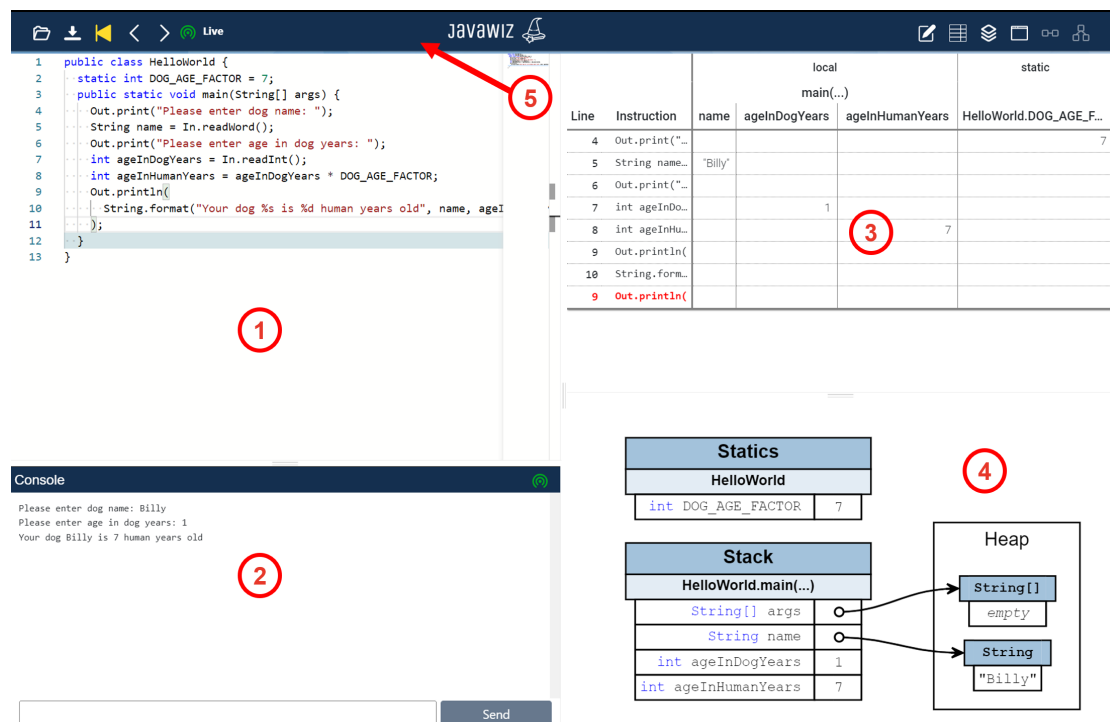 Live
JavaWiz
1 public class HelloWorld {
2 static int DOG_AGE_FACTOR = 7;
3 public static void main(String[] args) {
4 Out.print("Please enter dog name: ");
5 String name = In.readWord();
6 Out.print("Please enter age in dog years: ");
7 int ageInDogYears = In.readInt();
8 int ageInHumanYears = ageInDogYears * DOG_AGE_FACTOR;
9 Out.println(
10 String.format("Your dog %s is %d human years old", name, ageI
11 );
12 }
13 }
5
1
Console
Please enter dog name: Billy
Please enter age in dog years: 1
Your dog Billy is 7 human years old
2
Send
local static
main(...)
Line Instruction name ageInDogYears ageInHumanYears HelloWorld.DOG_AGE_F...
4 Out.print("… 7
5 String name… "Billy"
6 Out.print("…
7 int ageInDo… 1
8 int ageInHu… 7
9 Out.println(
10 String.form…
9 Out.println(
3
Statics
HelloWorld
int DOG_AGE_FACTOR 7
4
Stack
HelloWorld.main(...)
String[] args
String name
int ageInDogYears 1
int ageInHumanYears 7
Heap
String[]
empty
String
"Billy"